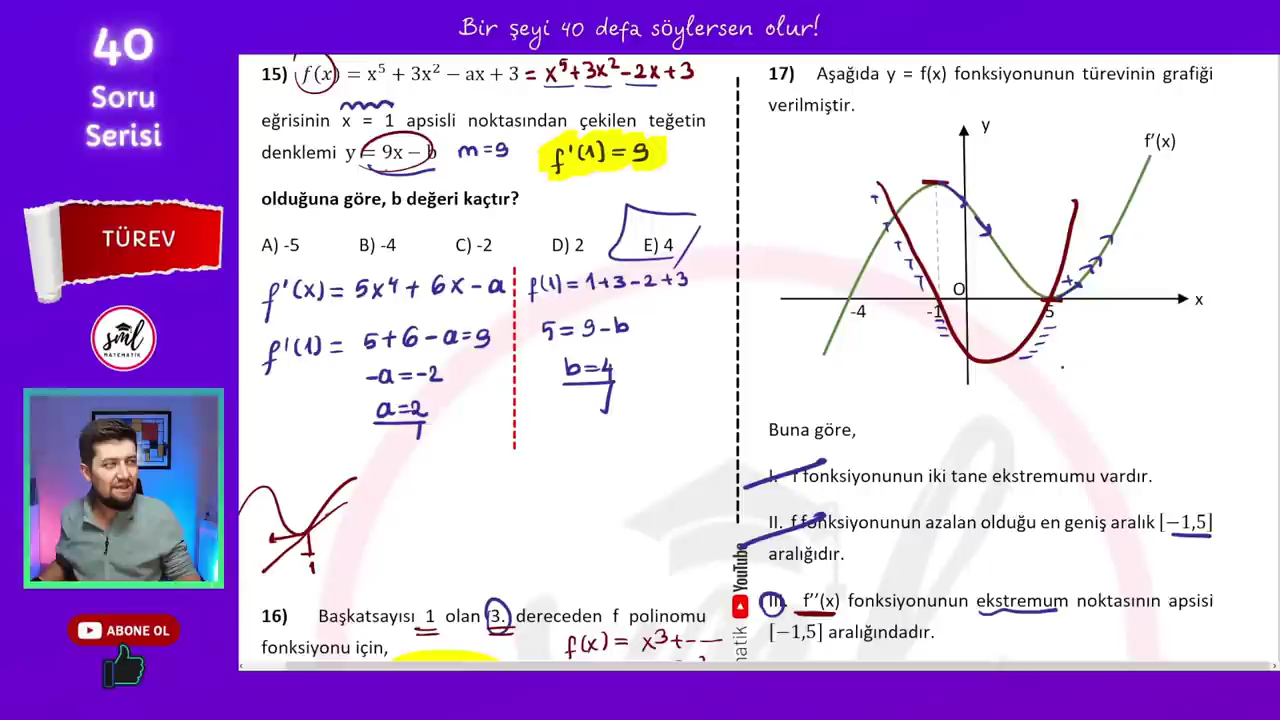 Bir şeyi 40 defa söylersen olur!
40
Soru
Serisi
TÜREV
SML
MATEMATİK
ABONE OL
15) f(x) = x⁵ + 3x² − ax + 3 = x⁵+3x²-2x+3
eğrisinin x = 1 apsisli noktasından çekilen teğetin
denklemi y = 9x − b m=9 f'(1)=9
olduğuna göre, b değeri kaçtır?
A) -5 B) -4 C) -2 D) 2 E) 4
f'(x) = 5x⁴ + 6x - a
f'(1) = 5+6-a=9
-a=-2
a=2
f(1)=1+3-2+3
5=9-b
b=4
1
16) Başkatsayısı 1 olan 3. dereceden f polinomu
fonksiyonu için,
f(x) = x³+
matik YouTube
17) Aşağıda y = f(x) fonksiyonunun türevinin grafiği
verilmiştir.
y
f'(x)
O
-4 -1 5 x
Buna göre,
I. f fonksiyonunun iki tane ekstremumu vardır.
II. f fonksiyonunun azalan olduğu en geniş aralık [−1,5]
aralığıdır.
III. f''(x) fonksiyonunun ekstremum noktasının apsisi
[−1,5] aralığındadır.